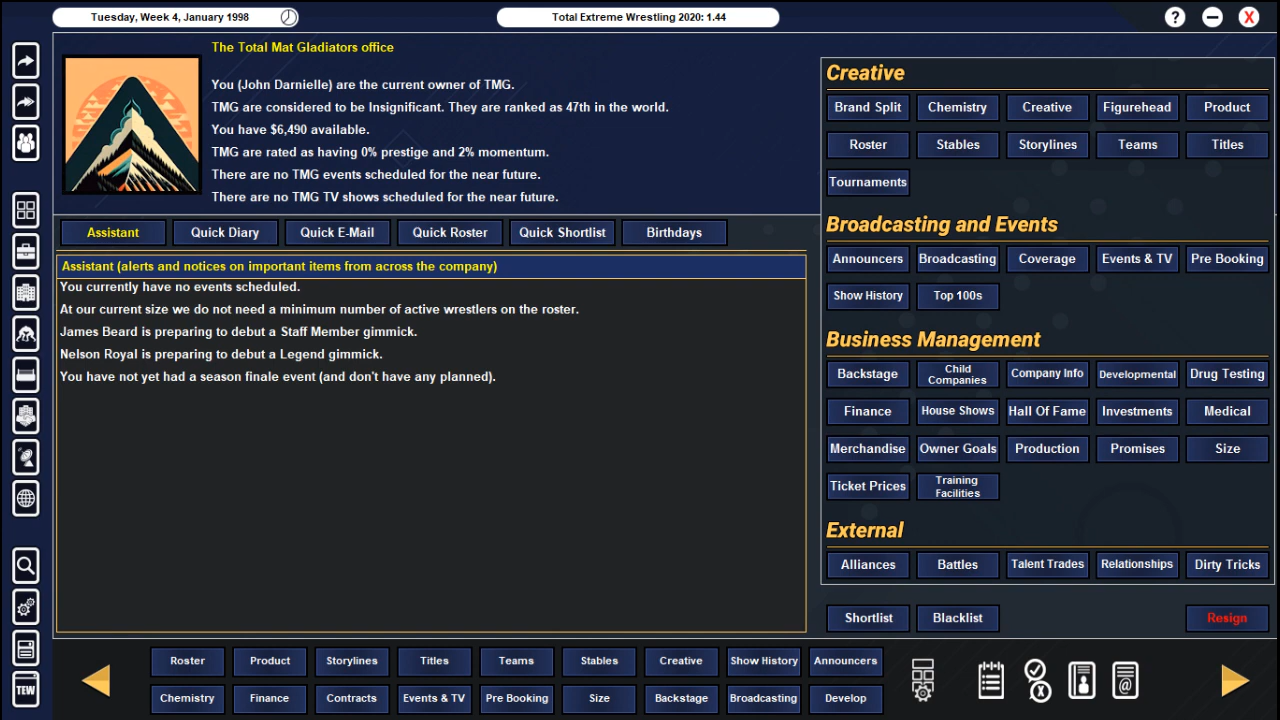 Tuesday, Week 4, January 1998
Total Extreme Wrestling 2020: 1.44
?
X
The Total Mat Gladiators office
You (John Darnielle) are the current owner of TMG.
TMG are considered to be Insignificant. They are ranked as 47th in the world.
You have $6,490 available.
TMG are rated as having 0% prestige and 2% momentum.
There are no TMG events scheduled for the near future.
There are no TMG TV shows scheduled for the near future.
Assistant
Quick Diary
Quick E-Mail
Quick Roster
Quick Shortlist
Birthdays
Assistant (alerts and notices on important items from across the company)
You currently have no events scheduled.
At our current size we do not need a minimum number of active wrestlers on the roster.
James Beard is preparing to debut a Staff Member gimmick.
Nelson Royal is preparing to debut a Legend gimmick.
You have not yet had a season finale event (and don't have any planned).
Creative
Brand Split
Chemistry
Creative
Figurehead
Product
Roster
Stables
Storylines
Teams
Titles
Tournaments
Broadcasting and Events
Announcers
Broadcasting
Coverage
Events & TV
Pre Booking
Show History
Top 100s
Business Management
Backstage
Child
Companies
Company Info
Developmental
Drug Testing
Finance
House Shows
Hall Of Fame
Investments
Medical
Merchandise
Owner Goals
Production
Promises
Size
Ticket Prices
Training
Facilities
External
Alliances
Battles
Talent Trades
Relationships
Dirty Tricks
Shortlist
Blacklist
Resign
TEW
Roster
Product
Storylines
Titles
Teams
Stables
Creative
Show History
Announcers
Chemistry
Finance
Contracts
Events & TV
Pre Booking
Size
Backstage
Broadcasting
Develop
X
@